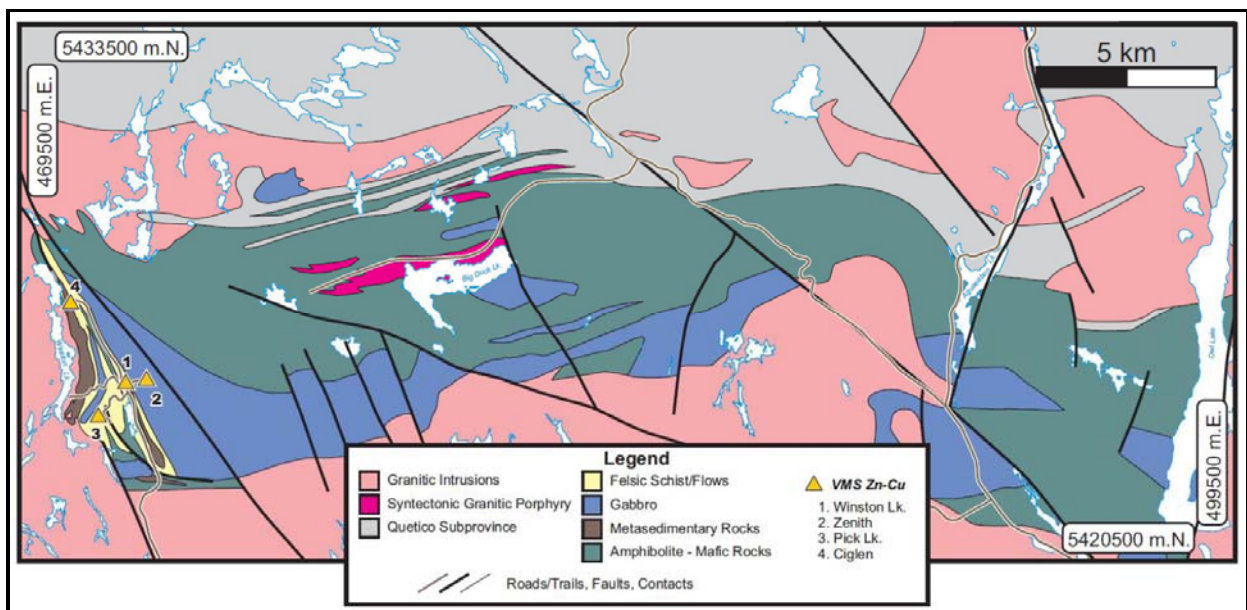 5433500 m.N.
5 km
469500 m.E.
Big Duck Lk.
4
1
2
3
Owl Lake
499500 m.E.
5420500 m.N.
Legend
Granitic Intrusions
Syntectonic Granitic Porphyry
Quetico Subprovince
Felsic Schist/Flows
Gabbro
Metasedimentary Rocks
Amphibolite - Mafic Rocks
VMS Zn-Cu
1. Winston Lk.
2. Zenith
3. Pick Lk.
4. Ciglen
Roads/Trails, Faults, Contacts